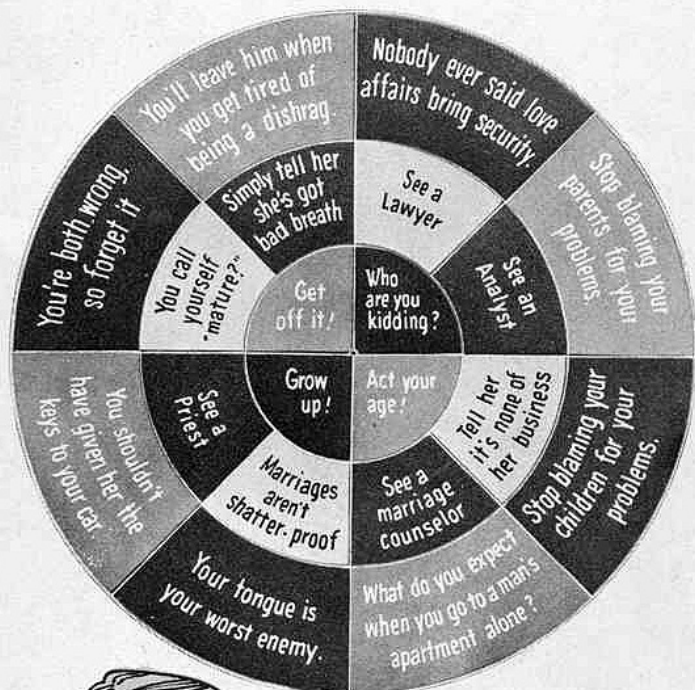 You'll leave him when
you get tired of
being a dishrag.
Nobody ever said love
affairs bring security.
Stop blaming your
parents for your
problems.
Stop blaming your
children for your
problems.
What do you expect
when you go to a man's
apartment alone?
Your tongue is
your worst enemy.
You shouldn't
have given her the
keys to your car.
You're both wrong,
so forget it
Simply tell her
she's got
bad breath
See a
Lawyer
See an
Analyst
Tell her
it's none of
her business
See a
marriage
counselor
Marriages
aren't
shatter-proof
See a
Priest
You call
yourself
"mature?"
Get
off it!
Who
are you
kidding?
Act your
age!
Grow
up!